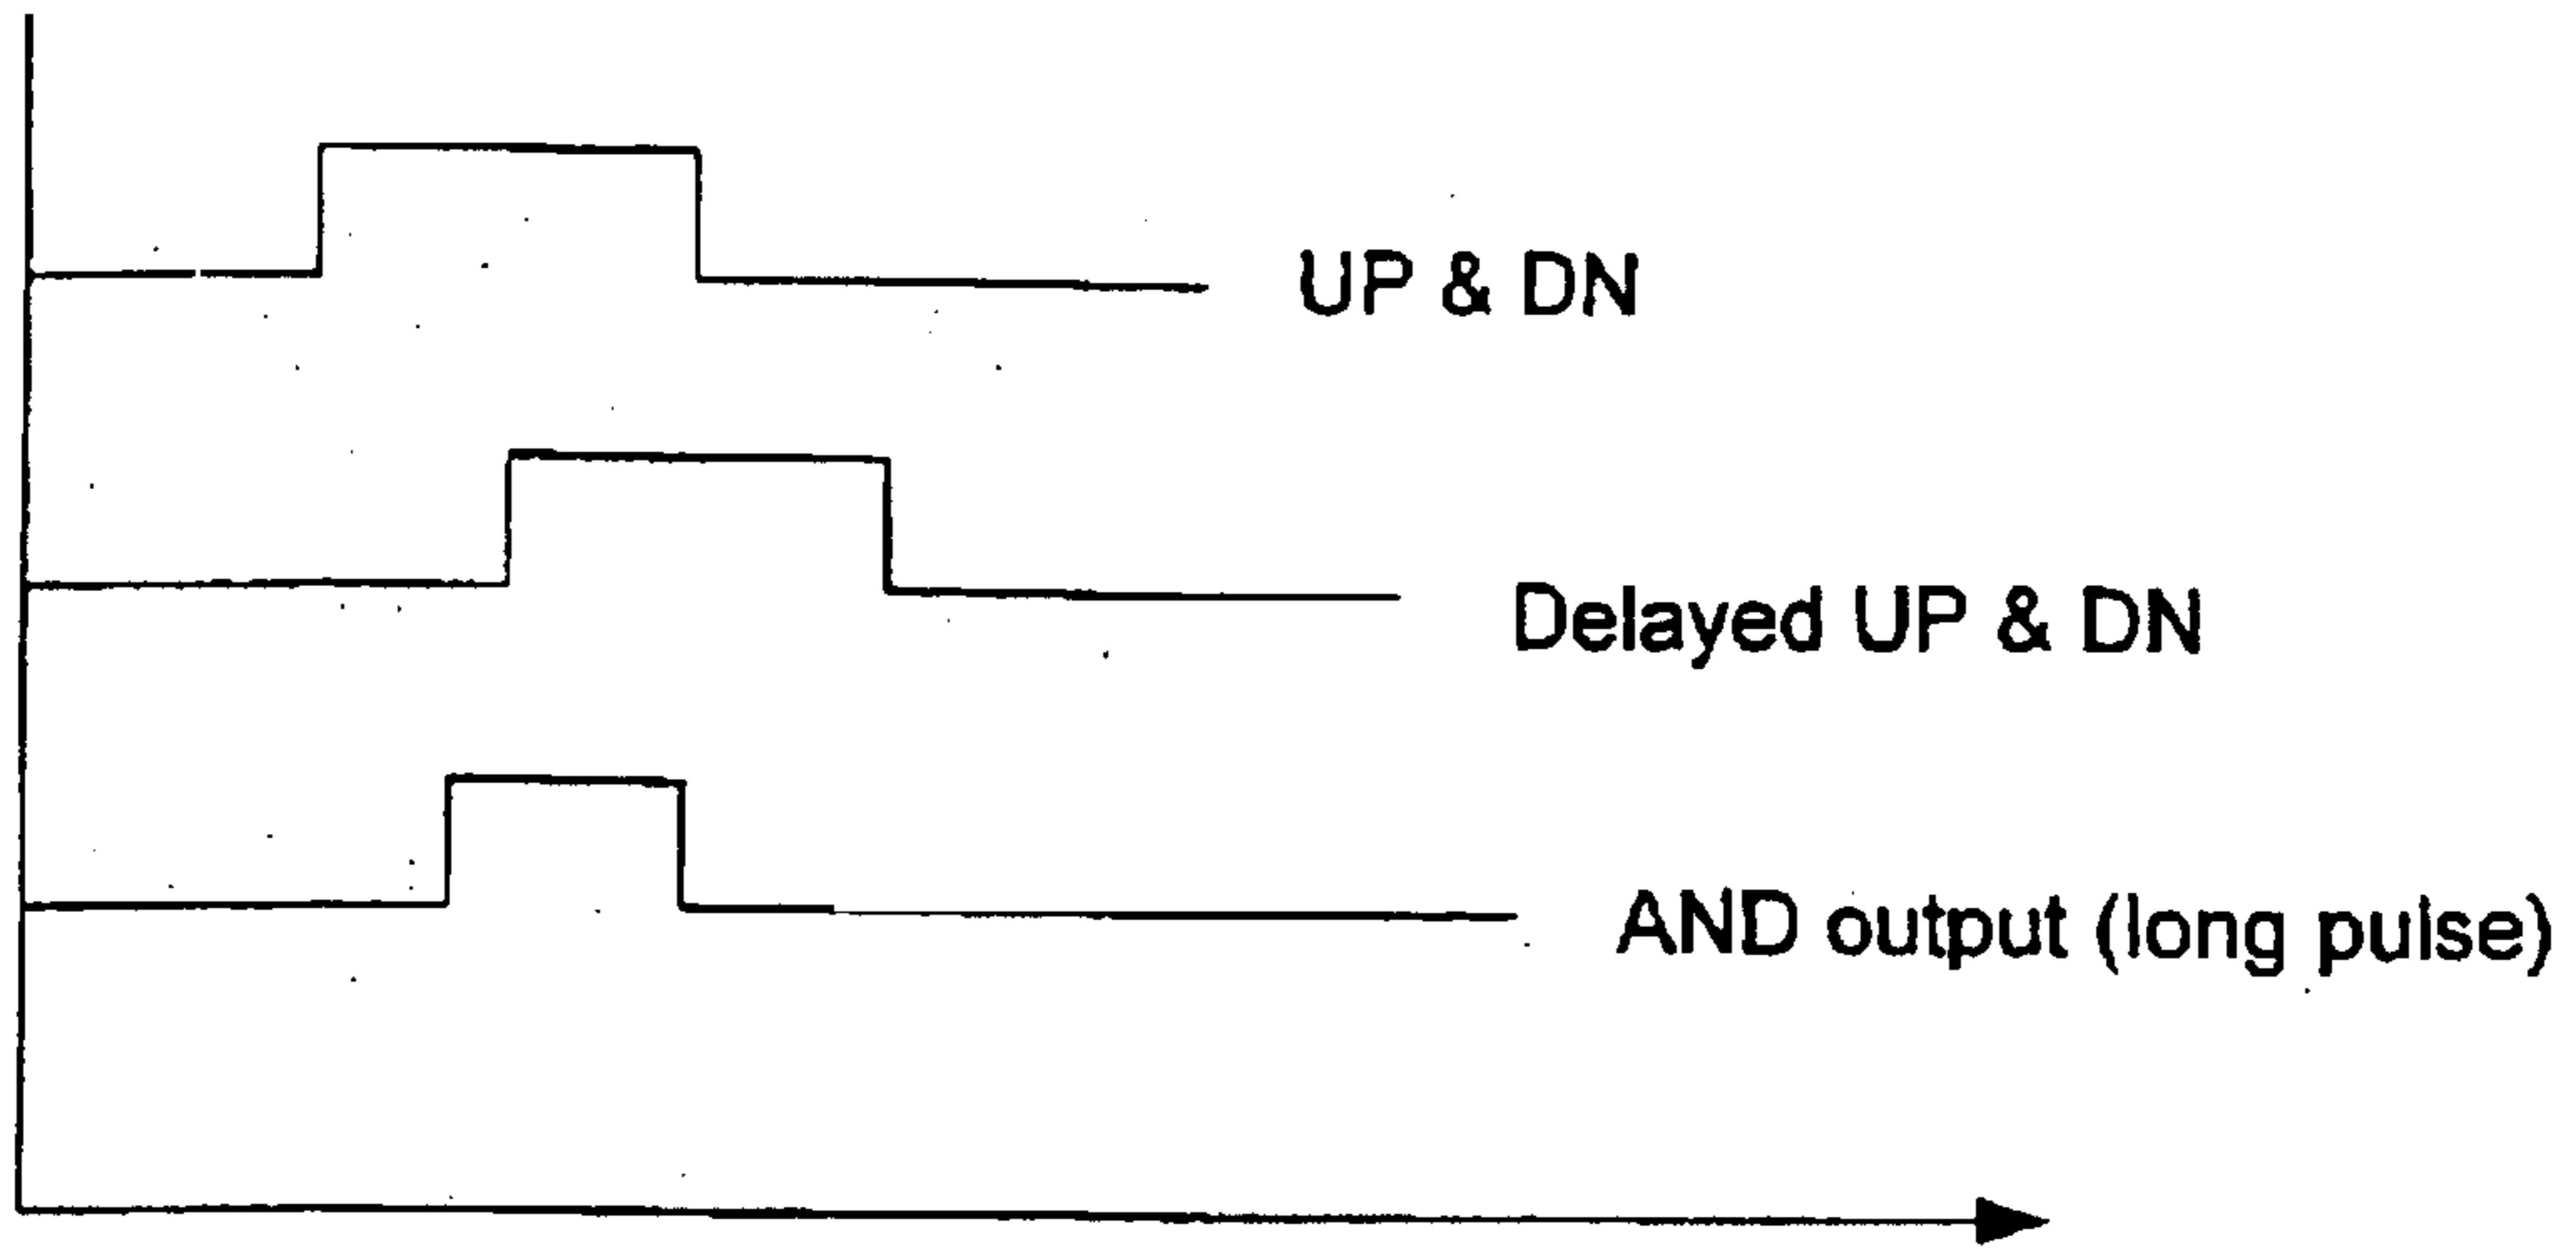 UP & DN
Delayed UP & DN
AND output (long pulse)